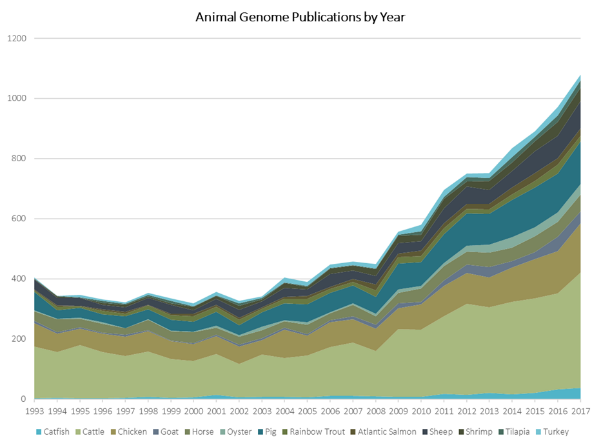 Animal Genome Publications by Year
1200
1000
800
600
400
200
0
1993 1994 1995 1996 1997 1998 1999 2000 2001 2002 2003 2004 2005 2006 2007 2008 2009 2010 2011 2012 2013 2014 2015 2016 2017
Catfish Cattle Chicken Goat Horse Oyster Pig Rainbow Trout Atlantic Salmon Sheep Shrimp Tilapia Turkey